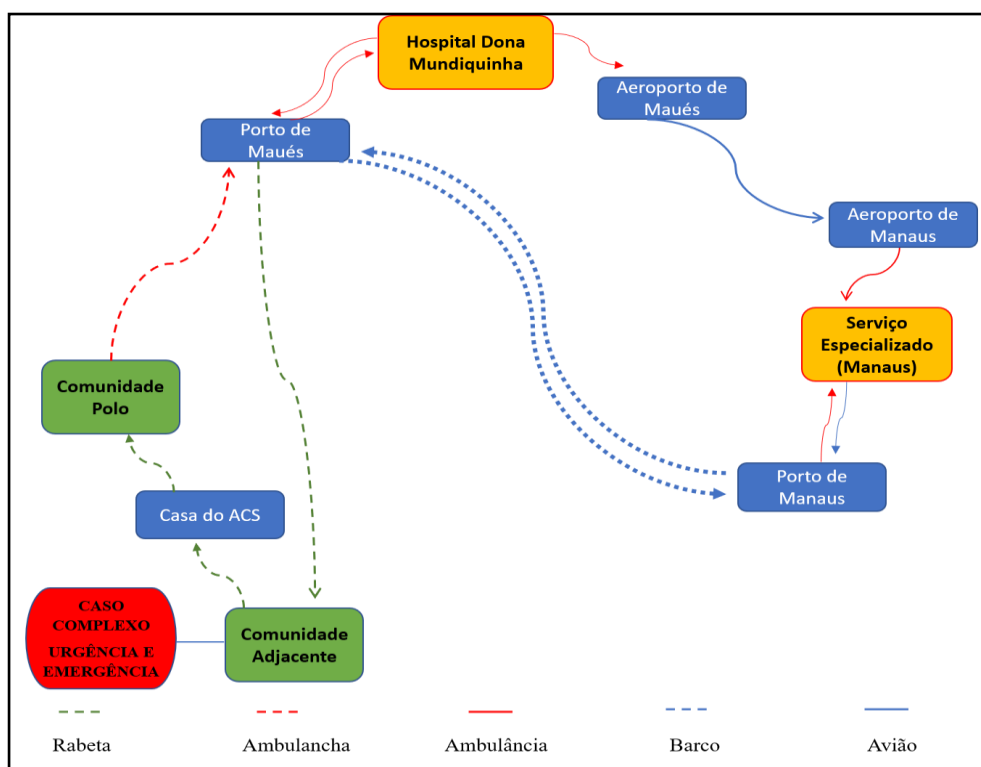 Hospital Dona
Mundiquinha
Aeroporto de
Maués
Porto de
Maués
Aeroporto de
Manaus
Serviço
Especializado
(Manaus)
Comunidade
Polo
Porto de
Manaus
Casa do ACS
CASO
COMPLEXO
URGÊNCIA E
EMERGÊNCIA
Comunidade
Adjacente
Rabeta
Ambulancha
Ambulância
Barco
Avião